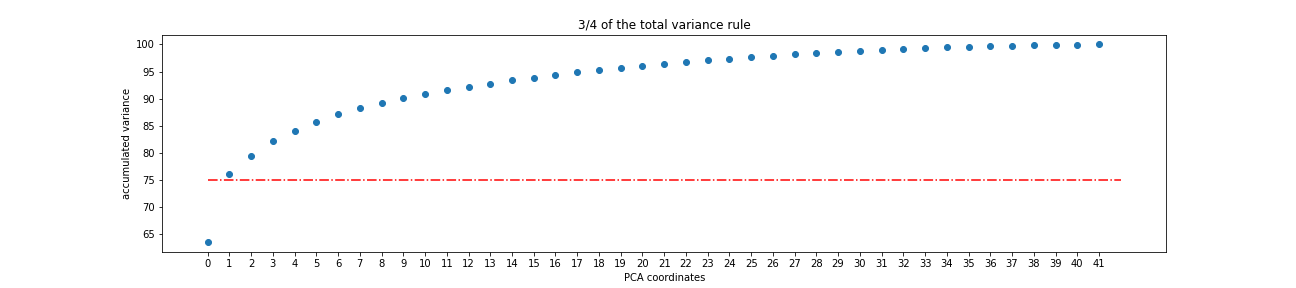 3/4 of the total variance rule
100
95
90
85
80
75
70
65
accumulated variance
0 1 2 3 4 5 6 7 8 9 10 11 12 13 14 15 16 17 18 19 20 21 22 23 24 25 26 27 28 29 30 31 32 33 34 35 36 37 38 39 40 41
PCA coordinates